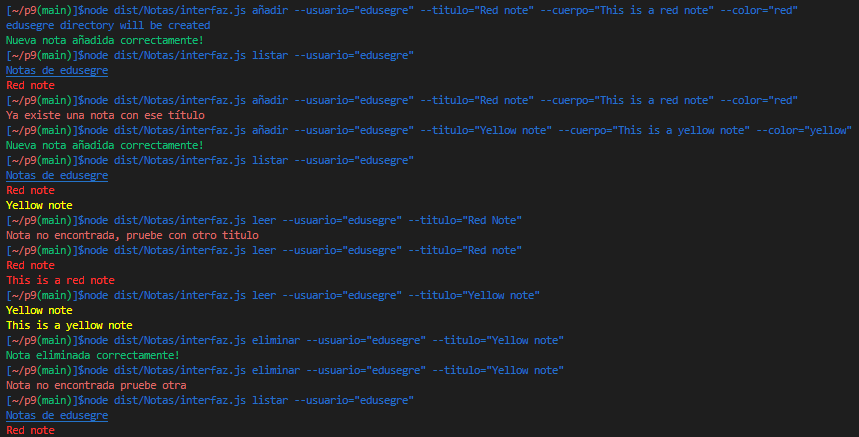 [~/p9(main)]$node dist/Notas/interfaz.js añadir --usuario="edusegre" --titulo="Red note" --cuerpo="This is a red note" --color="red"
edusegre directory will be created
Nueva nota añadida correctamente!
[~/p9(main)]$node dist/Notas/interfaz.js listar --usuario="edusegre"
Notas de edusegre
Red note
[~/p9(main)]$node dist/Notas/interfaz.js añadir --usuario="edusegre" --titulo="Red note" --cuerpo="This is a red note" --color="red"
Ya existe una nota con ese título
[~/p9(main)]$node dist/Notas/interfaz.js añadir --usuario="edusegre" --titulo="Yellow note" --cuerpo="This is a yellow note" --color="yellow"
Nueva nota añadida correctamente!
[~/p9(main)]$node dist/Notas/interfaz.js listar --usuario="edusegre"
Notas de edusegre
Red note
Yellow note
[~/p9(main)]$node dist/Notas/interfaz.js leer --usuario="edusegre" --titulo="Red Note"
Nota no encontrada, pruebe con otro titulo
[~/p9(main)]$node dist/Notas/interfaz.js leer --usuario="edusegre" --titulo="Red note"
Red note
This is a red note
[~/p9(main)]$node dist/Notas/interfaz.js leer --usuario="edusegre" --titulo="Yellow note"
Yellow note
This is a yellow note
[~/p9(main)]$node dist/Notas/interfaz.js eliminar --usuario="edusegre" --titulo="Yellow note"
Nota eliminada correctamente!
[~/p9(main)]$node dist/Notas/interfaz.js eliminar --usuario="edusegre" --titulo="Yellow note"
Nota no encontrada pruebe otra
[~/p9(main)]$node dist/Notas/interfaz.js listar --usuario="edusegre"
Notas de edusegre
Red note